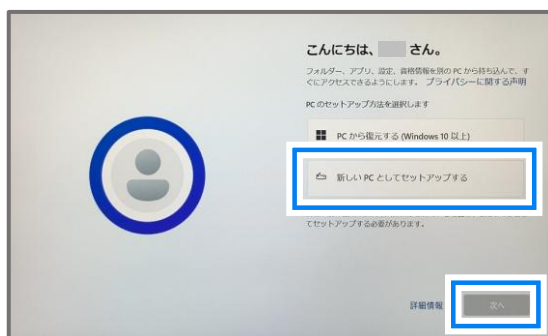 こんにちは、 さん。
フォルダー、アプリ、設定、資格情報を別の PC から持ち込んで、す
ぐにアクセスできるようにします。 プライバシーに関する声明
PC のセットアップ方法を選択します
PC から復元する (Windows 10 以上)
新しい PC としてセットアップする
てセットアップする必要があります。
詳細情報
次へ